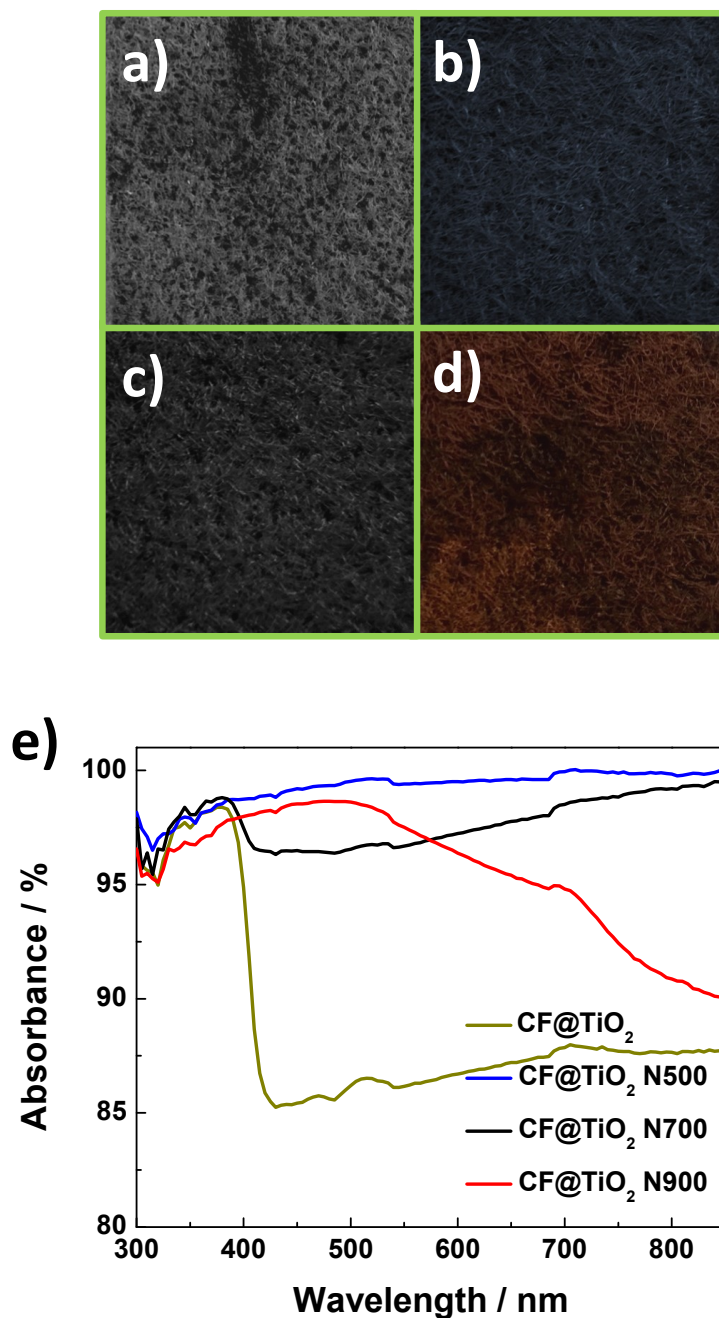 a)
b)
c)
d)
e)
100
95
90
85
80
Absorbance / %
CF@TiO₂
CF@TiO₂ N500
CF@TiO₂ N700
CF@TiO₂ N900
300 400 500 600 700 800
Wavelength / nm